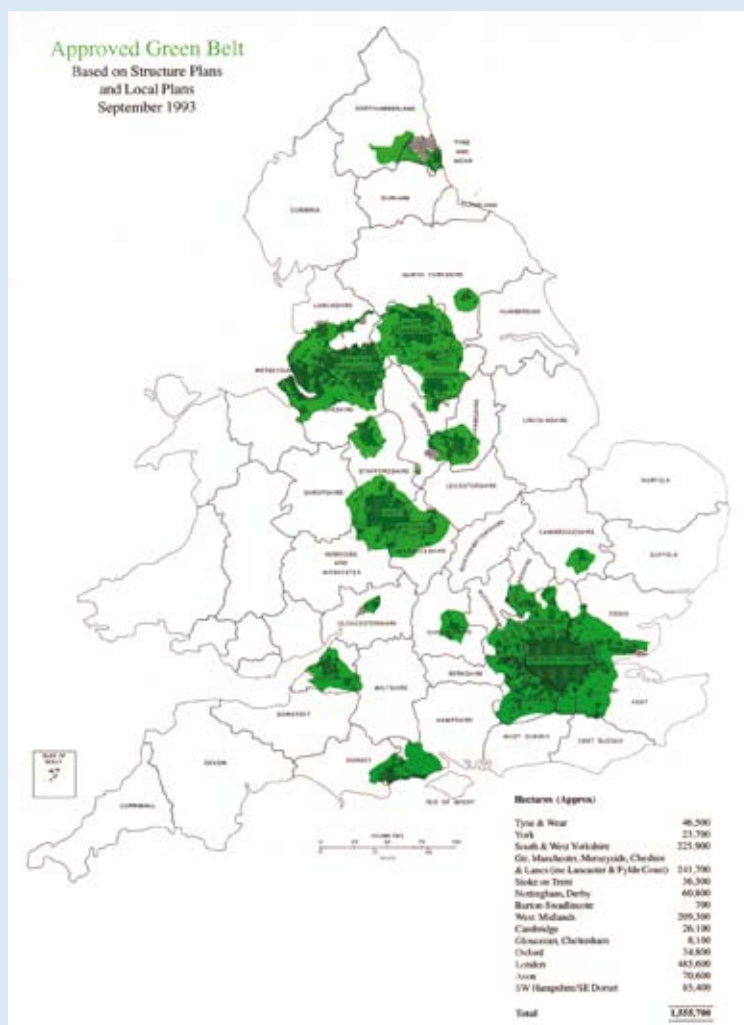 Approved Green Belt
Based on Structure Plans
and Local Plans
September 1993
NORTHUMBERLAND
TYNE
AND
WEAR
CUMBRIA
DURHAM
CLEVELAND
NORTH YORKSHIRE
LANCASHIRE
HUMBERSIDE
CHESHIRE
LINCOLNSHIRE
STAFFORDSHIRE
NORFOLK
SHROPSHIRE
LEICESTERSHIRE
CAMBRIDGESHIRE
SUFFOLK
HEREFORD
AND
WORCESTER
ESSEX
GLOUCESTERSHIRE
BERKSHIRE
KENT
WILTSHIRE
SOMERSET
HAMPSHIRE
WEST SUSSEX
EAST SUSSEX
ISLES OF
SCILLY
DEVON
DORSET
ISLE OF WIGHT
CORNWALL
Hectares (Approx)
Tyne & Wear 46,500
York 23,700
South & West Yorkshire 225,900
Gtr. Manchester, Merseyside, Cheshire
& Lancs (inc Lancaster & Fylde Coast) 241,700
Stoke on Trent 36,500
Nottingham, Derby 60,800
Burton-Swadlincote 700
West Midlands 209,300
Cambridge 26,100
Gloucester, Cheltenham 8,100
Oxford 34,800
London 485,600
Avon 70,600
SW Hampshire/SE Dorset 85,400
Total 1,555,700